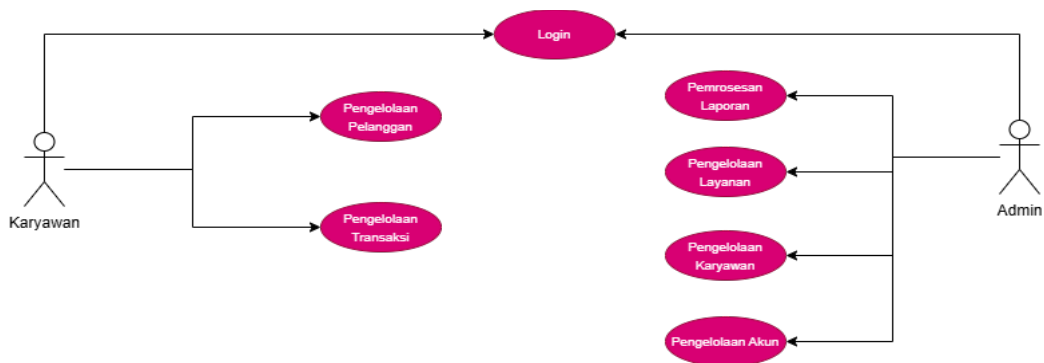 Login
Pengelolaan
Pelanggan
Pengelolaan
Transaksi
Karyawan
Pemrosesan
Laporan
Pengelolaan
Layanan
Pengelolaan
Karyawan
Pengelolaan Akun
Admin